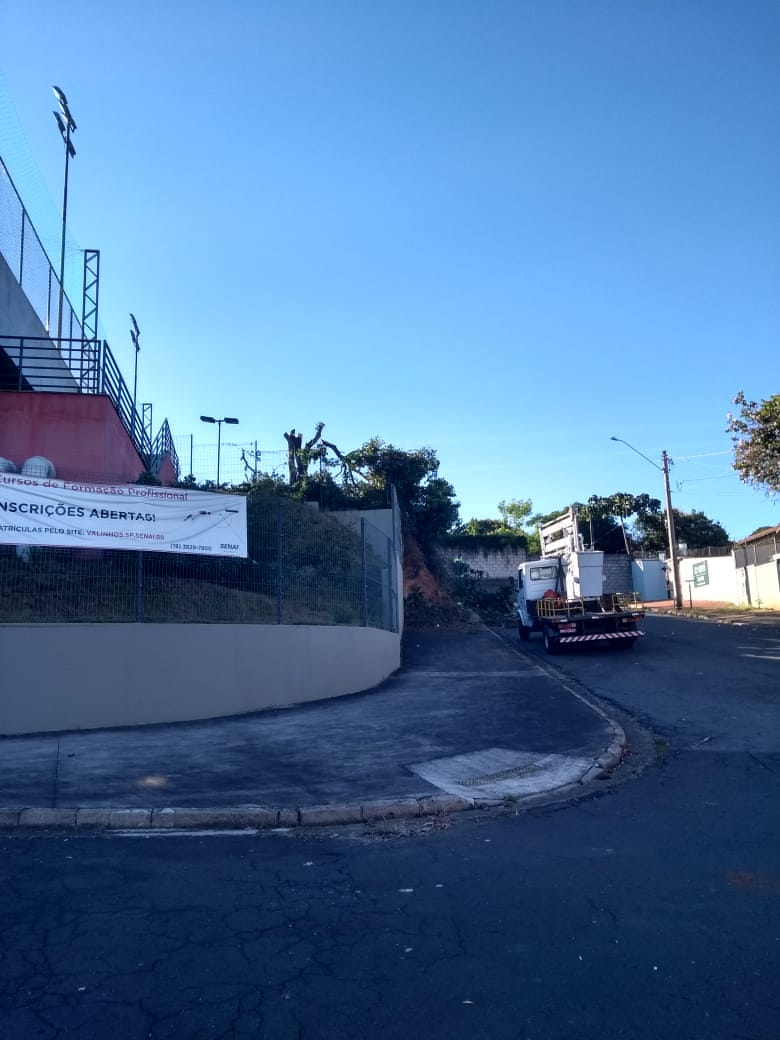 Cursos de Formação Profissional
INSCRIÇÕES ABERTAS!
MATRÍCULAS PELO SITE: VALINHOS.SP.SENAI.BR
SENAI